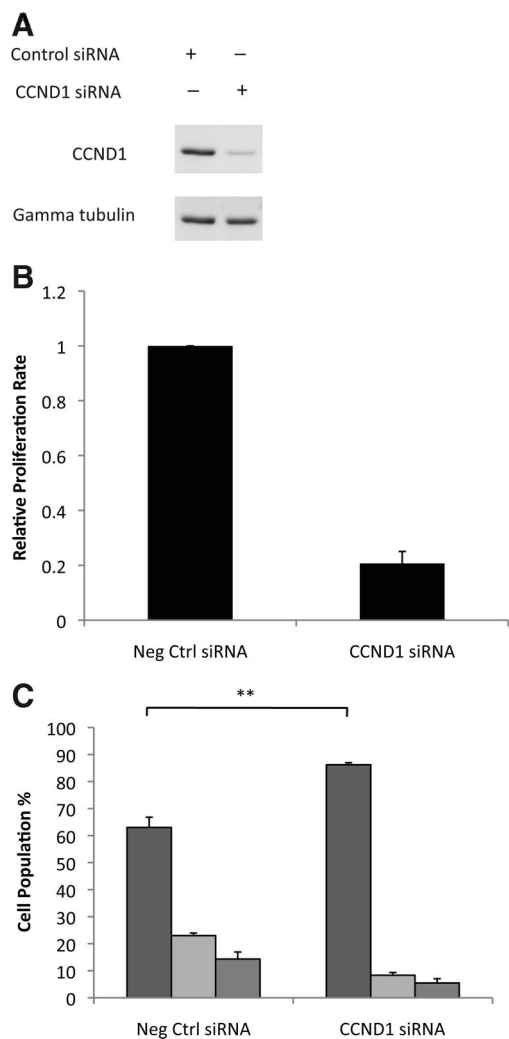 A
Control siRNA + –
CCND1 siRNA – +
CCND1
Gamma tubulin
B
Relative Proliferation Rate
1.2
1
0.8
0.6
0.4
0.2
0
Neg Ctrl siRNA CCND1 siRNA
C
**
Cell Population %
100
90
80
70
60
50
40
30
20
10
0
Neg Ctrl siRNA CCND1 siRNA